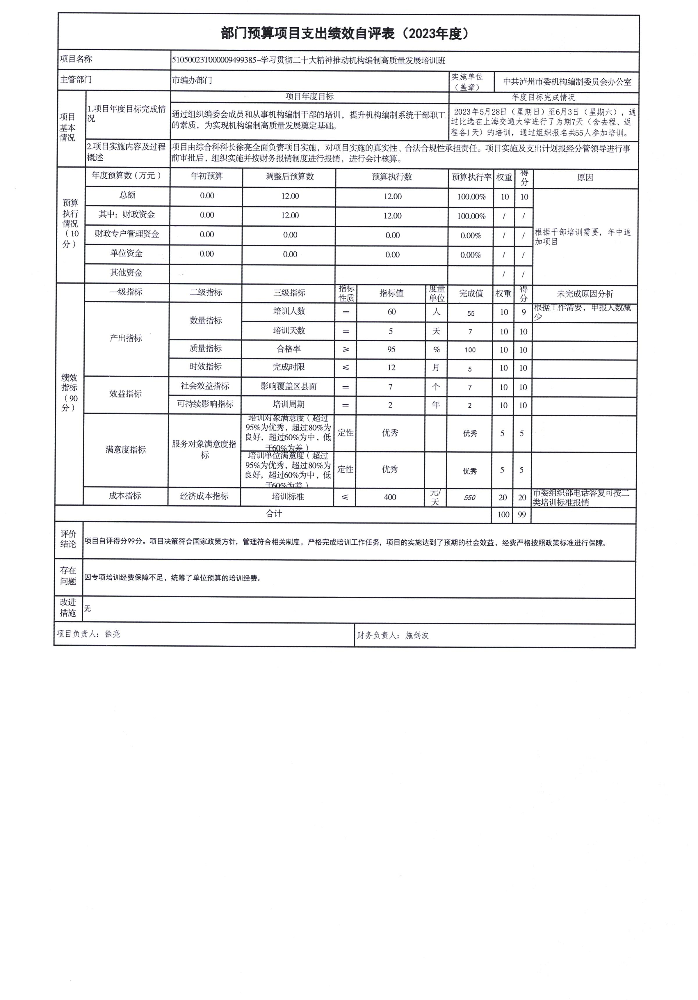 部门预算项目支出绩效自评表（2023年度）
项目名称 51050023T000009499385-学习贯彻二十大精神推动机构编制高质量发展培训班
主管部门 市编办部门 实施单位（盖章） 中共泸州市委机构编制委员会办公室
项目基本情况
1.项目年度目标完成情况
项目年度目标 年度目标完成情况
通过组织编委会成员和从事机构编制干部的培训，提升机构编制系统干部职工
的素质，为实现机构编制高质量发展奠定基础。
2023年5月28日（星期日）至6月3日（星期六），通
过比选在上海交通大学进行了为期7天（含去程、返
程各1天）的培训，通过组织报名共55人参加培训。
2.项目实施内容及过程概述
项目由综合科科长徐亮全面负责项目实施，对项目实施的真实性、合法合规性承担责任。项目实施及支出计划报经分管领导进行事
前审批后，组织实施并按财务报销制度进行报销，进行会计核算。
预算执行情况（10分）
年度预算数（万元） 年初预算 调整后预算数 预算执行数 预算执行率 权重 得分 原因
总额 0.00 12.00 12.00 100.00% 10 10
其中：财政资金 0.00 12.00 12.00 100.00% / /
财政专户管理资金 0.00 0.00 0.00 0.00% / /
单位资金 0.00 0.00 0.00 0.00% / /
其他资金 / /
根据干部培训需要，年中追
加项目
绩效指标（90分）
一级指标 二级指标 三级指标 指标性质 指标值 度量单位 完成值 权重 得分 未完成原因分析
产出指标 数量指标 培训人数 ＝ 60 人 55 10 9 根据工作需要，申报人数减少
培训天数 ＝ 5 天 7 10 10
质量指标 合格率 ≥ 95 % 100 10 10
时效指标 完成时限 ≤ 12 月 5 10 10
效益指标 社会效益指标 影响覆盖区县面 ＝ 7 个 7 10 10
可持续影响指标 培训周期 ＝ 2 年 2 10 10
满意度指标 服务对象满意度指标
培训对象满意度（超过
95%为优秀，超过80%为
良好，超过60%为中，低
于60%为差）
定性 优秀 优秀 5 5
培训单位满意度（超过
95%为优秀，超过80%为
良好，超过60%为中，低
于60%为差）
定性 优秀 优秀 5 5
成本指标 经济成本指标 培训标准 ≤ 400 元/天 550 20 20 市委组织部电话答复可按二类培训标准报销
合计 100 99
评价结论 项目自评得分99分。项目决策符合国家政策方针，管理符合相关制度，严格完成培训工作任务，项目的实施达到了预期的社会效益，经费严格按照政策标准进行保障。
存在问题 因专项培训经费保障不足，统筹了单位预算的培训经费。
改进措施 无
项目负责人：徐亮 财务负责人：施剑波